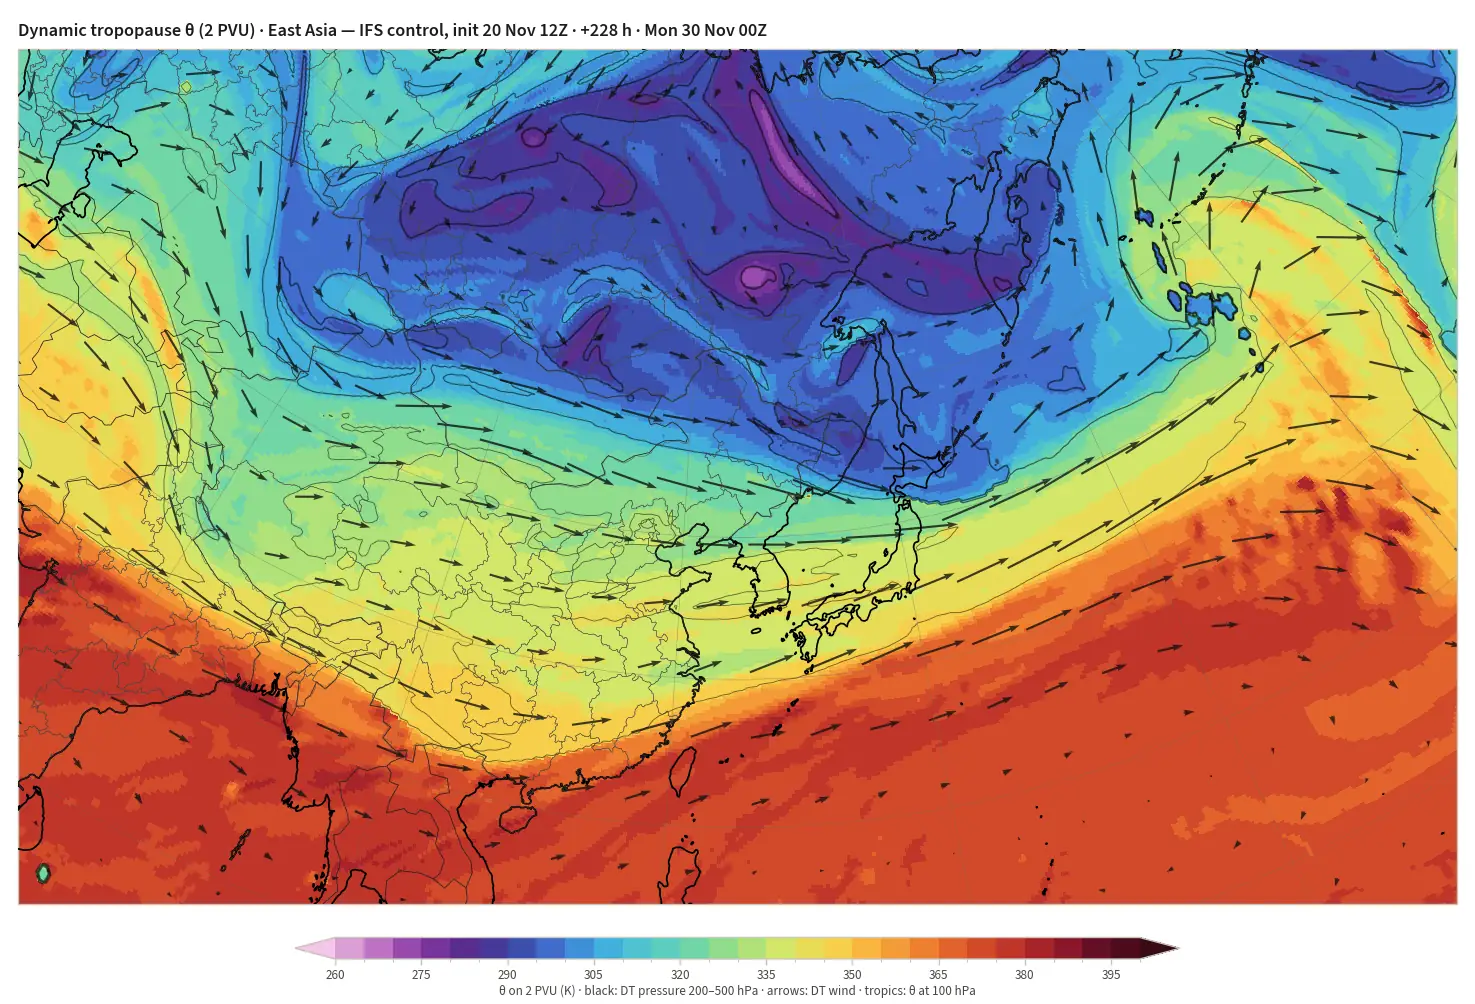 Dynamic tropopause θ (2 PVU) · East Asia — IFS control, init 20 Nov 12Z · +228 h · Mon 30 Nov 00Z
260 275 290 305 320 335 350 365 380 395
θ on 2 PVU (K) · black: DT pressure 200–500 hPa · arrows: DT wind · tropics: θ at 100 hPa